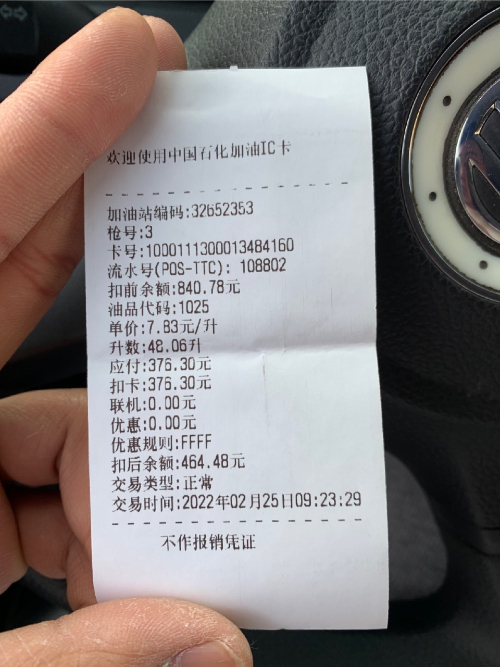 欢迎使用中国石化加油IC卡
加油站编码:32652353
枪号:3
卡号:1000111300013484160
流水号(POS-TTC): 108802
扣前余额:840.78元
油品代码:1025
单价:7.83元/升
升数:48.06升
应付:376.30元
扣卡:376.30元
联机:0.00元
优惠:0.00元
优惠规则:FFFF
扣后余额:464.48元
交易类型:正常
交易时间:2022年02月25日09:23:29
不作报销凭证